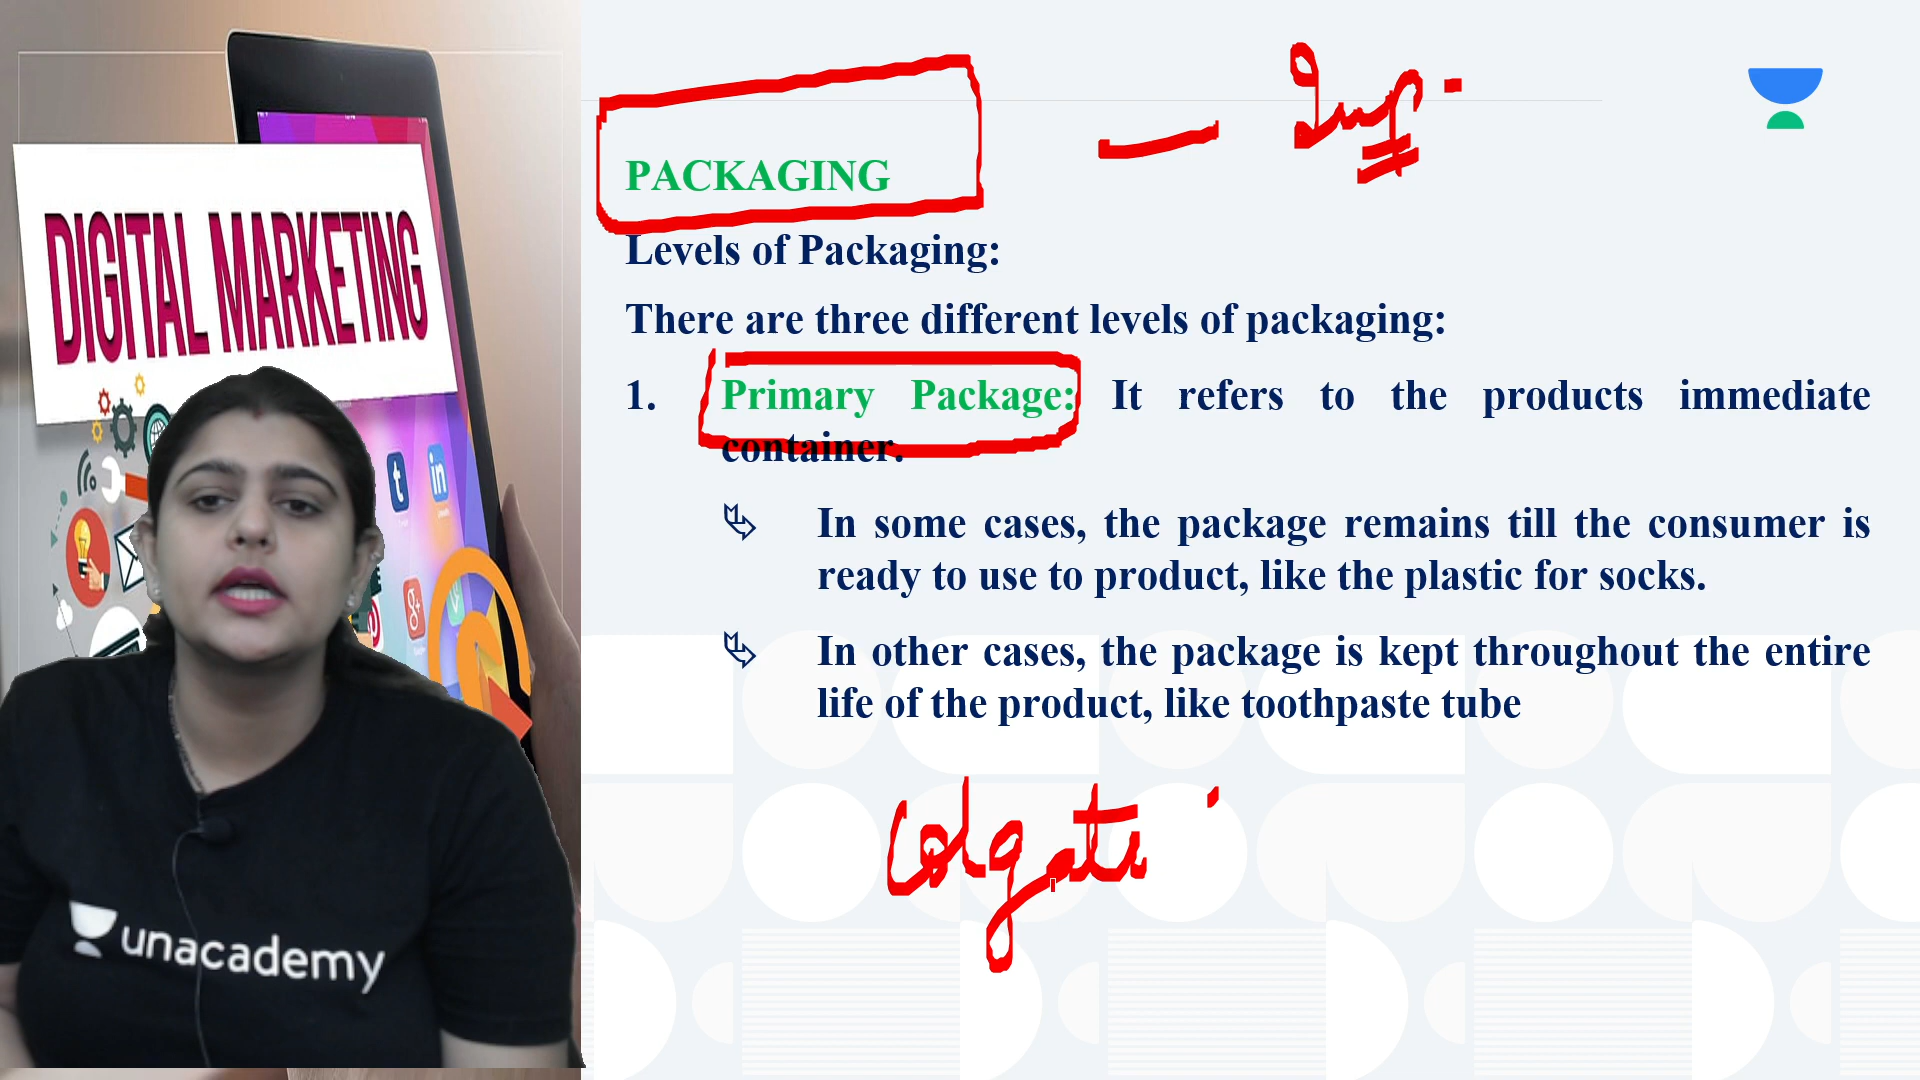 DIGITAL MARKETING
t
in
g+
unacademy
Imp.
PACKAGING
Levels of Packaging:
There are three different levels of packaging:
1. Primary Package: It refers to the products immediate
container.
In some cases, the package remains till the consumer is
ready to use to product, like the plastic for socks.
In other cases, the package is kept throughout the entire
life of the product, like toothpaste tube
Colgate